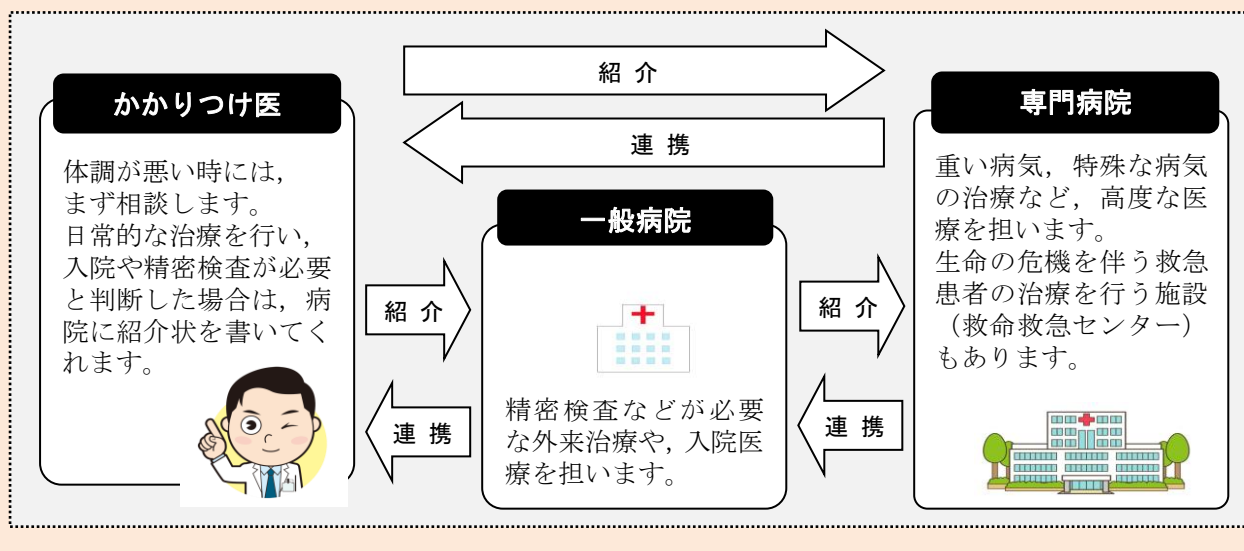 紹 介
連 携
かかりつけ医
体調が悪い時には,
まず相談します。
日常的な治療を行い,
入院や精密検査が必要
と判断した場合は, 病
院に紹介状を書いてく
れます。
紹 介
連 携
一般病院
精密検査などが必要
な外来治療や, 入院医
療を担います。
紹 介
連 携
専門病院
重い病気, 特殊な病気
の治療など, 高度な医
療を担います。
生命の危機を伴う救急
患者の治療を行う施設
（救命救急センター）
もあります。